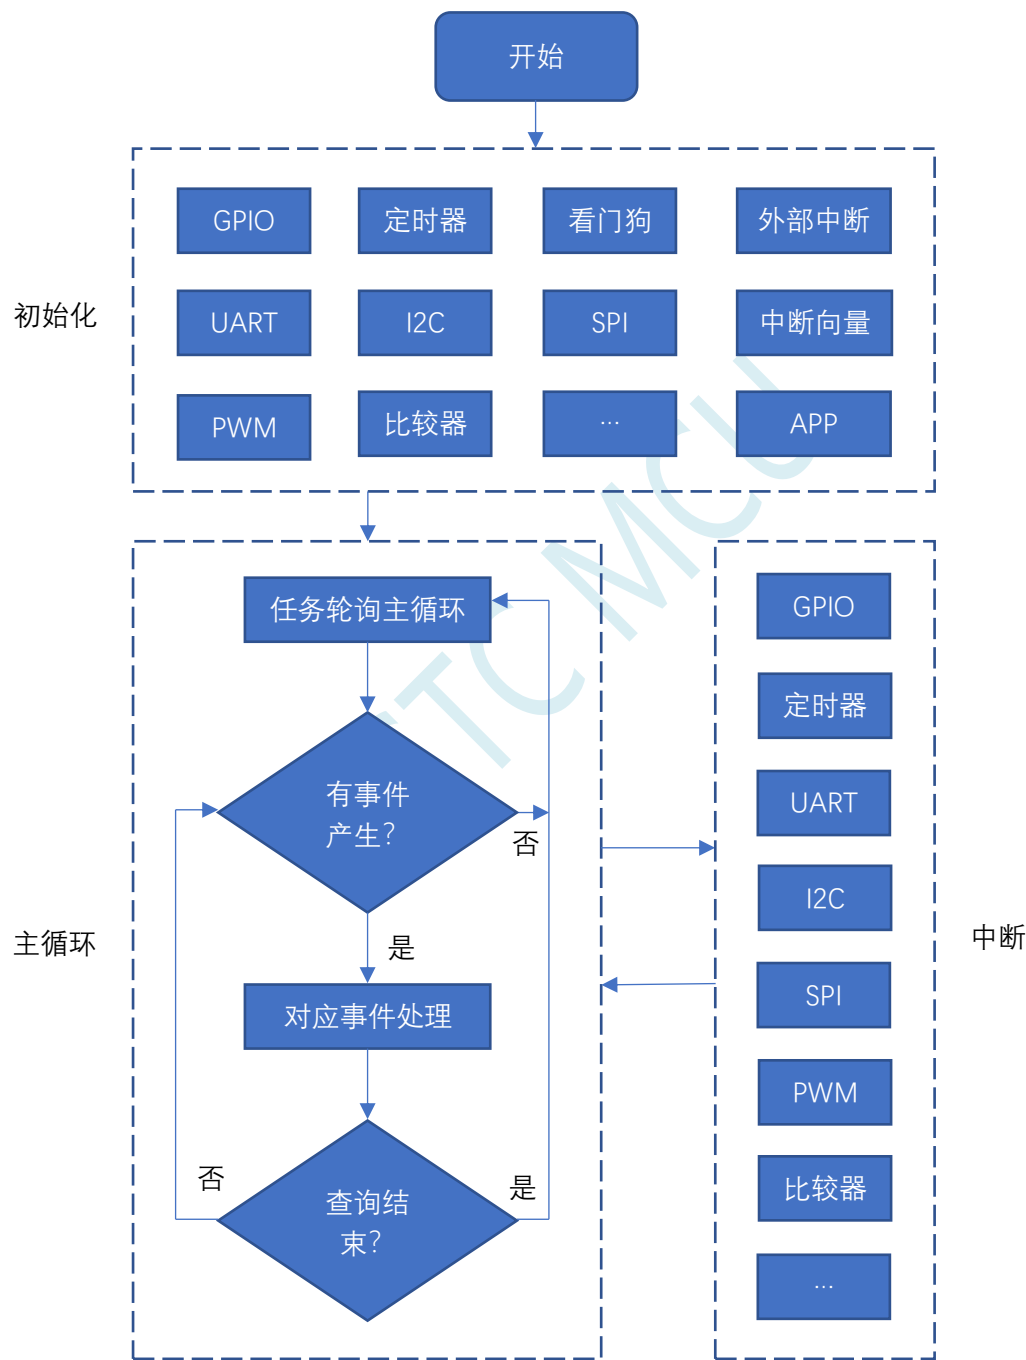 开始
初始化
GPIO
定时器
看门狗
外部中断
UART
I2C
SPI
中断向量
PWM
比较器
...
APP
主循环
任务轮询主循环
有事件
产生?
否
是
对应事件处理
否
是
查询结
束?
中断
GPIO
定时器
UART
I2C
SPI
PWM
比较器
...
TC MCU